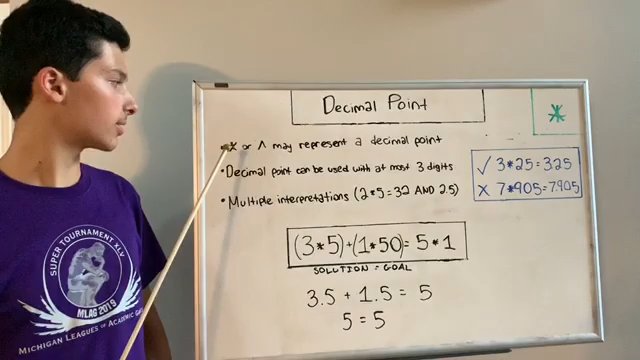 Decimal Point
*
• * or ^ may represent a decimal point
• Decimal point can be used with at most 3 digits
• Multiple interpretations (2*5=32 AND 2.5)
✓ 3*25=3.25
X 7*905=7.905
(3*5)+(1*50)=5*1
SOLUTION = GOAL
3.5 + 1.5 = 5
5 = 5
SUPER TOURNAMENT XLV
MLAG 2019
MICHIGAN LEAGUES OF ACADEMIC